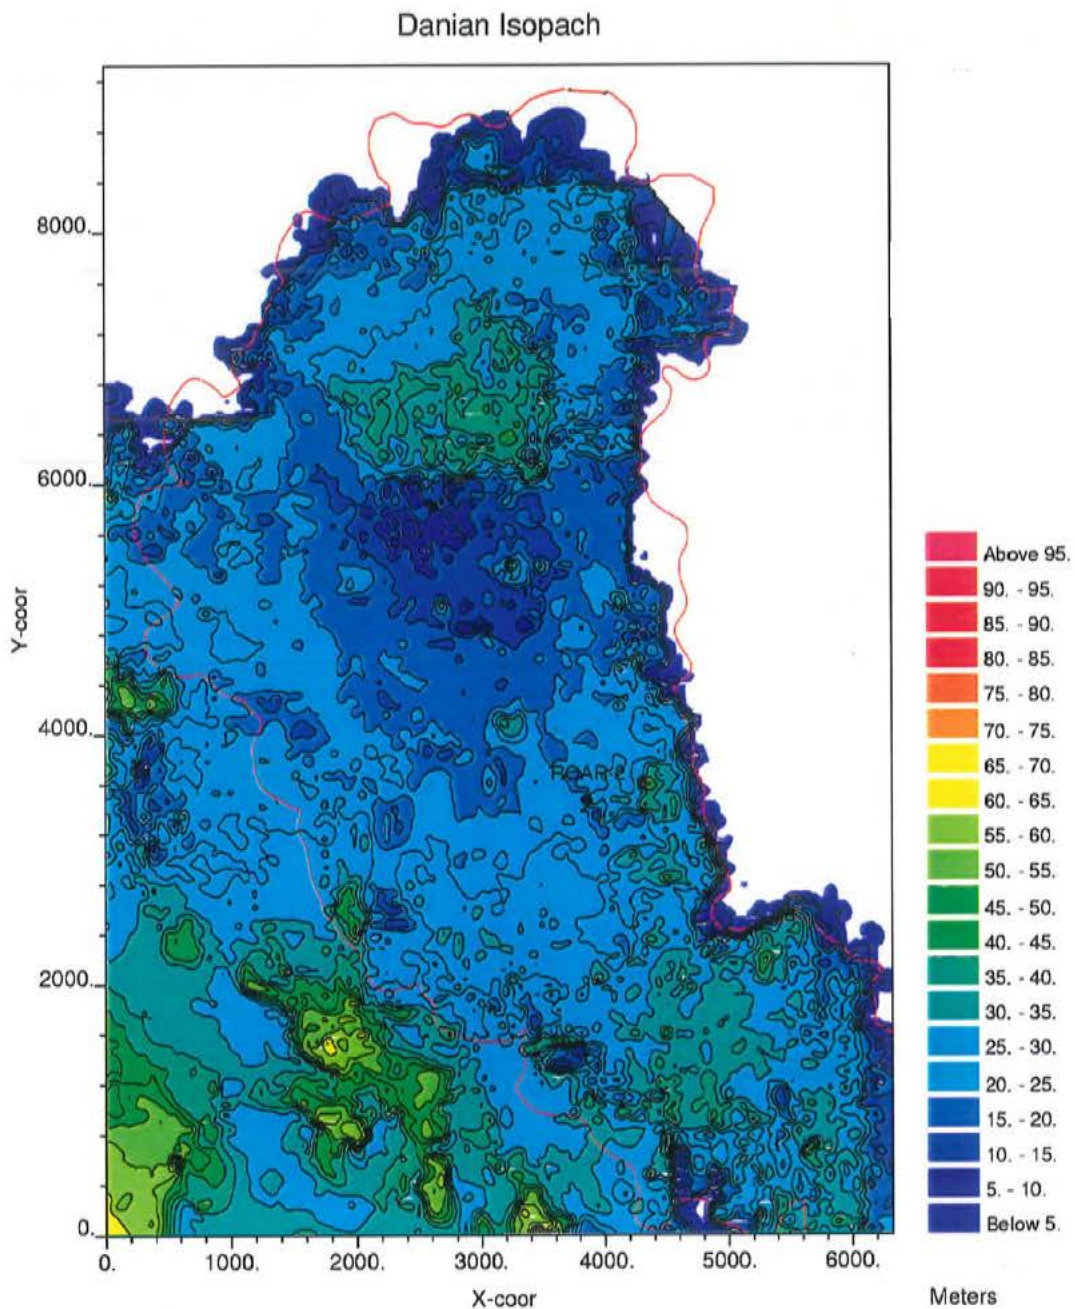 Danian Isopach
8000.
6000.
4000.
2000.
0.
Y-coor
0.
1000.
2000.
3000.
4000.
5000.
6000.
X-coor
Above 95.
90. - 95.
85. - 90.
80. - 85.
75. - 80.
70. - 75.
65. - 70.
60. - 65.
55. - 60.
50. - 55.
45. - 50.
40. - 45.
35. - 40.
30. - 35.
25. - 30.
20. - 25.
15. - 20.
10. - 15.
5. - 10.
Below 5.
Meters